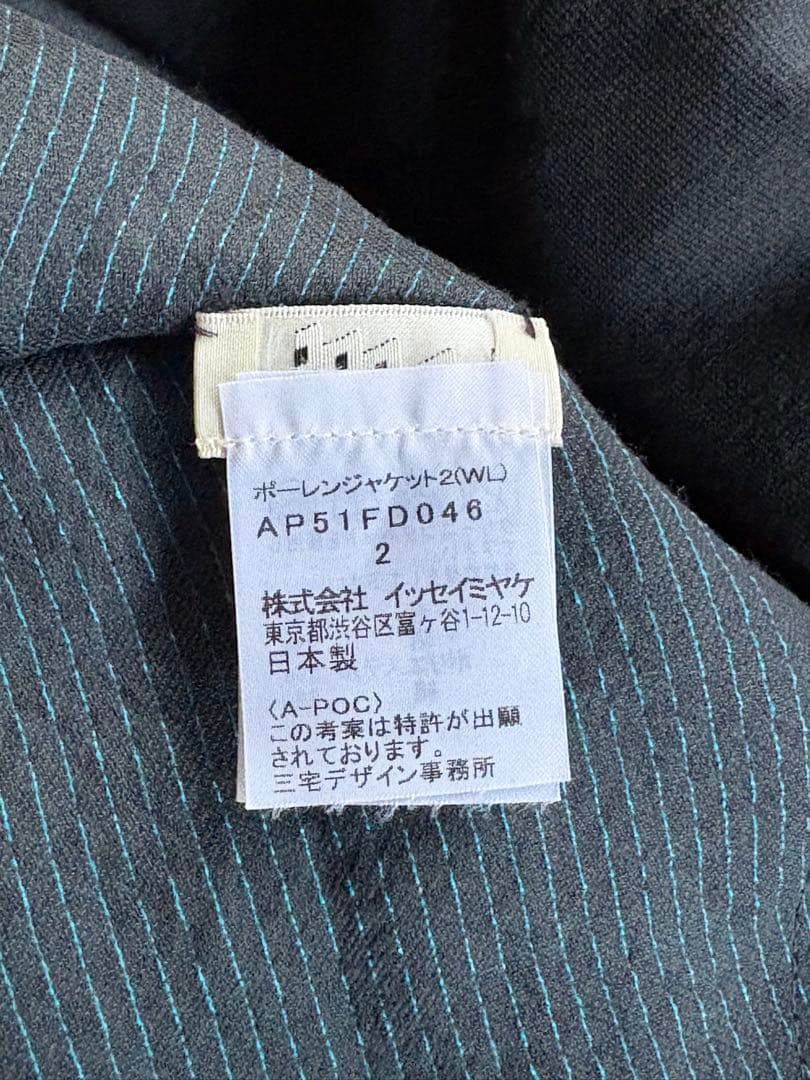 ポーレンジャケット2(WL)
AP51FD046
2
株式会社 イッセイミヤケ
東京都渋谷区富ヶ谷1-12-10
日本製
〈A-POC〉
この考案は特許が出願
されております。
三宅デザイン事務所